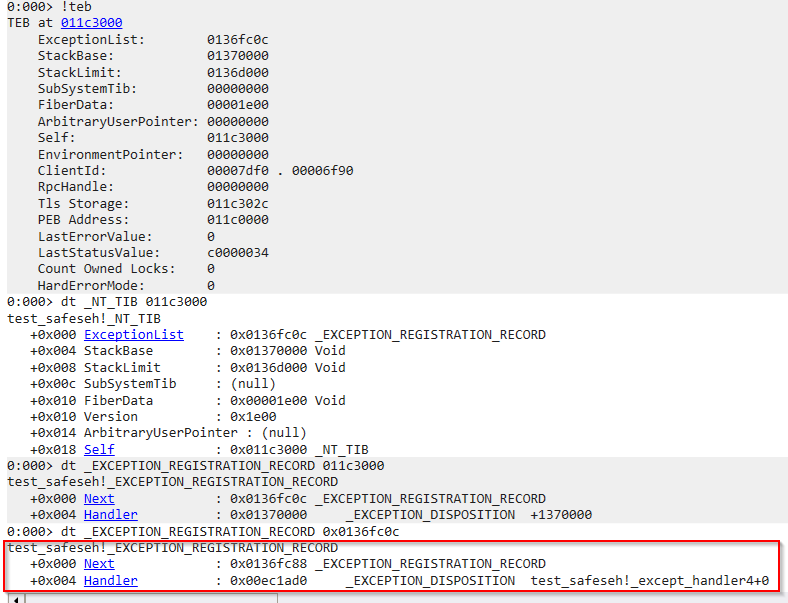 0:000> !teb
TEB at 011c3000
    ExceptionList:        0136fc0c
    StackBase:            01370000
    StackLimit:           0136d000
    SubSystemTib:         00000000
    FiberData:            00001e00
    ArbitraryUserPointer: 00000000
    Self:                 011c3000
    EnvironmentPointer:   00000000
    ClientId:             00007df0 . 00006f90
    RpcHandle:            00000000
    Tls Storage:          011c302c
    PEB Address:          011c0000
    LastErrorValue:       0
    LastStatusValue:      c0000034
    Count Owned Locks:    0
    HardErrorMode:        0
0:000> dt _NT_TIB 011c3000
test_safeseh!_NT_TIB
   +0x000 ExceptionList    : 0x0136fc0c _EXCEPTION_REGISTRATION_RECORD
   +0x004 StackBase        : 0x01370000 Void
   +0x008 StackLimit       : 0x0136d000 Void
   +0x00c SubSystemTib     : (null)
   +0x010 FiberData        : 0x00001e00 Void
   +0x010 Version          : 0x1e00
   +0x014 ArbitraryUserPointer : (null)
   +0x018 Self             : 0x011c3000 _NT_TIB
0:000> dt _EXCEPTION_REGISTRATION_RECORD 011c3000
test_safeseh!_EXCEPTION_REGISTRATION_RECORD
   +0x000 Next             : 0x0136fc0c _EXCEPTION_REGISTRATION_RECORD
   +0x004 Handler          : 0x01370000     _EXCEPTION_DISPOSITION  +1370000
0:000> dt _EXCEPTION_REGISTRATION_RECORD 0x0136fc0c
test_safeseh!_EXCEPTION_REGISTRATION_RECORD
   +0x000 Next             : 0x0136fc88 _EXCEPTION_REGISTRATION_RECORD
   +0x004 Handler          : 0x00ec1ad0     _EXCEPTION_DISPOSITION  test_safeseh!_except_handler4+0